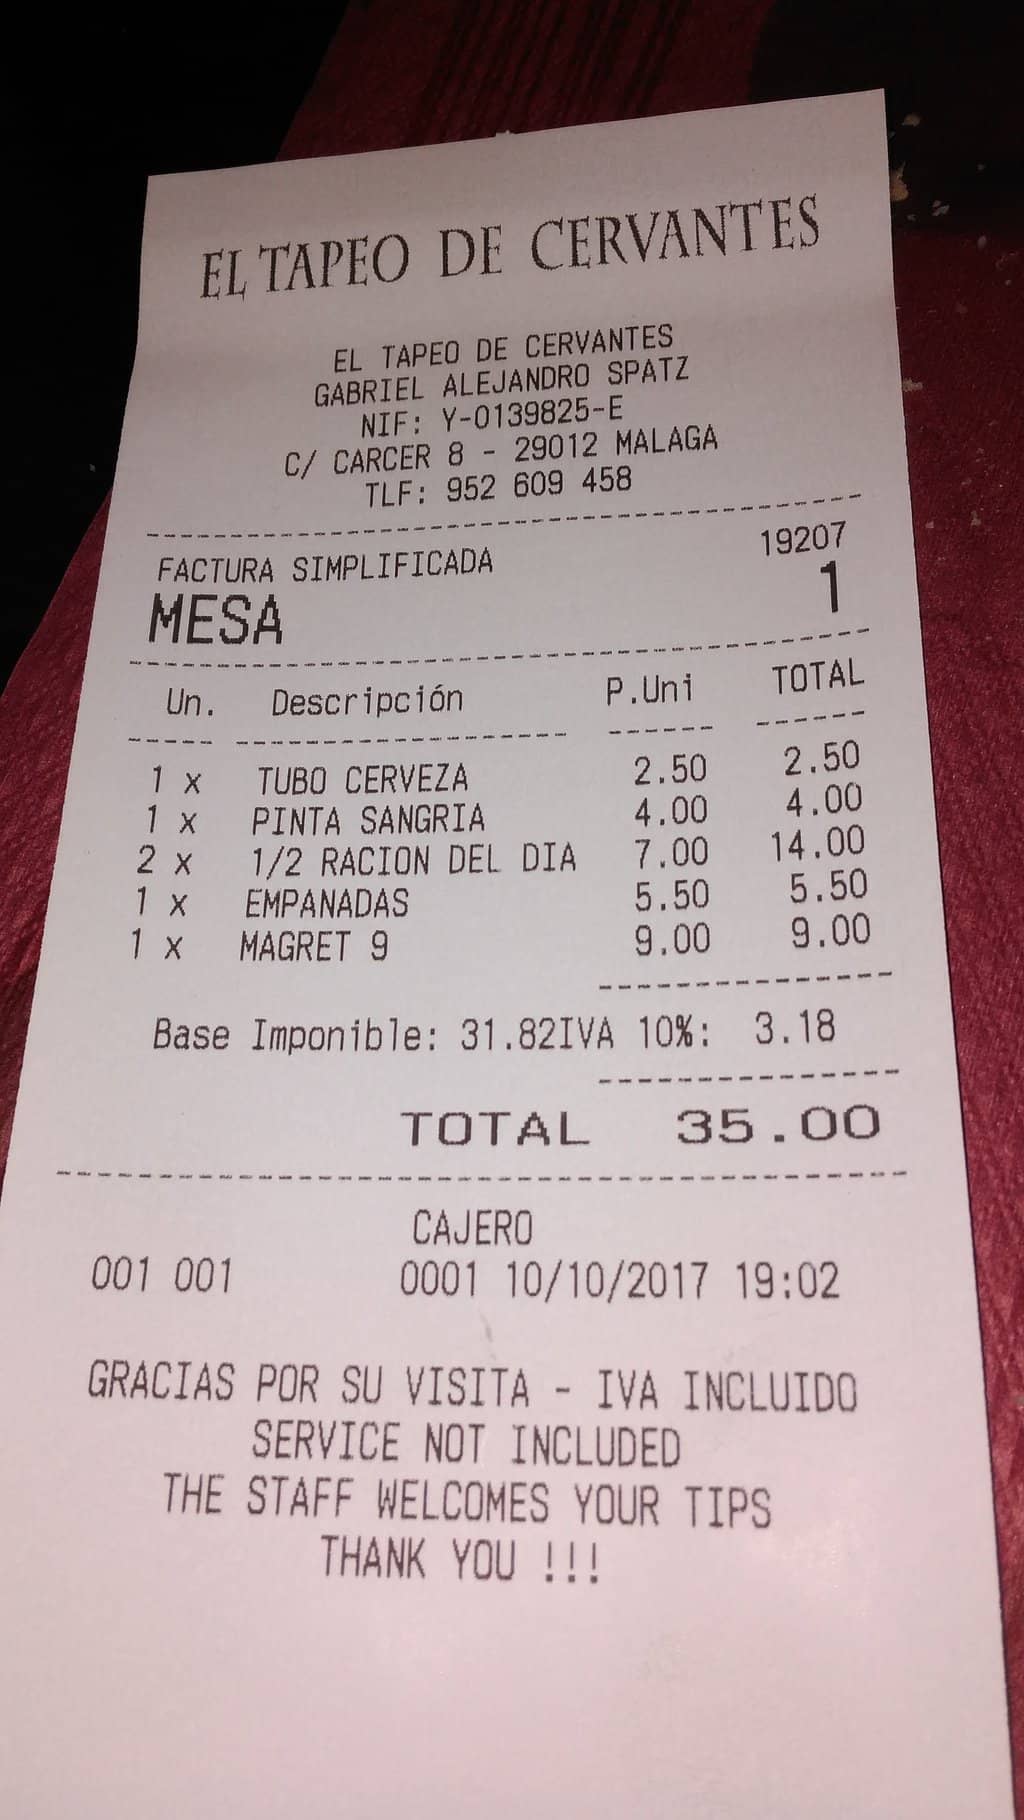 EL TAPEO DE CERVANTES
EL TAPEO DE CERVANTES
GABRIEL ALEJANDRO SPATZ
NIF: Y-0139825-E
C/ CARCER 8 - 29012 MALAGA
TLF: 952 609 458
FACTURA SIMPLIFICADA 19207
MESA 1
Un. Descripción P.Uni TOTAL
1 x TUBO CERVEZA 2.50 2.50
1 x PINTA SANGRIA 4.00 4.00
2 x 1/2 RACION DEL DIA 7.00 14.00
1 x EMPANADAS 5.50 5.50
1 x MAGRET 9 9.00 9.00
Base Imponible: 31.82IVA 10%: 3.18
TOTAL 35.00
CAJERO
001 001 0001 10/10/2017 19:02
GRACIAS POR SU VISITA - IVA INCLUIDO
SERVICE NOT INCLUDED
THE STAFF WELCOMES YOUR TIPS
THANK YOU !!!